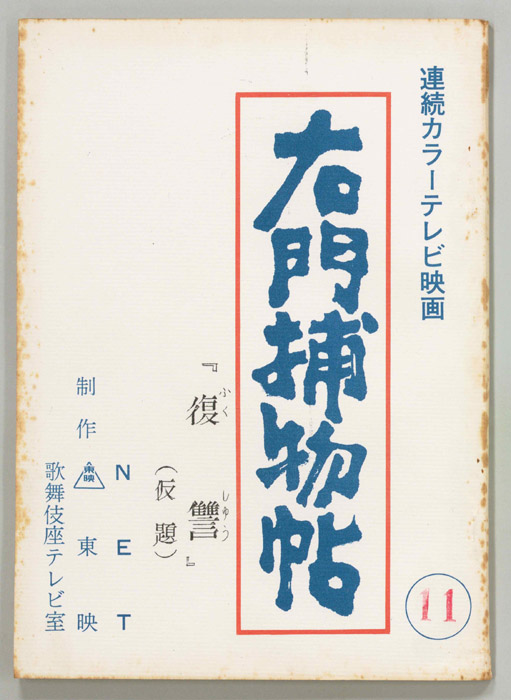 連続カラーテレビ映画
右門捕物帖
11
『復讐』
ふく
しゅう
(仮題)
制作
NET
東映
東映
歌舞伎座テレビ室